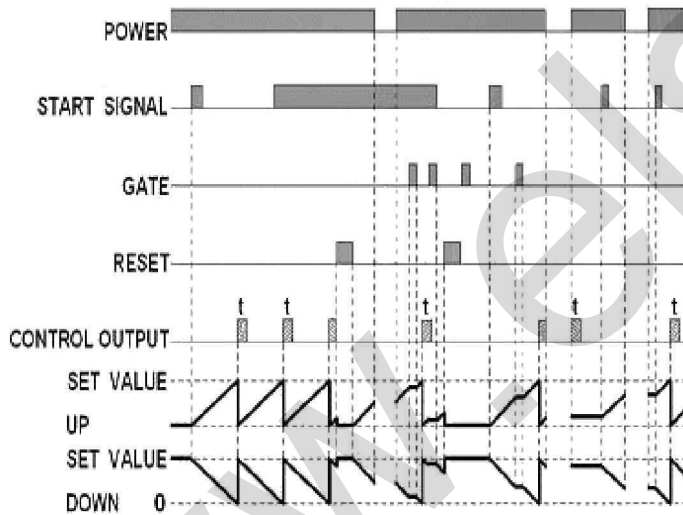 POWER
START SIGNAL
GATE
RESET
t t t t t
CONTROL OUTPUT
SET VALUE
UP
SET VALUE
DOWN 0